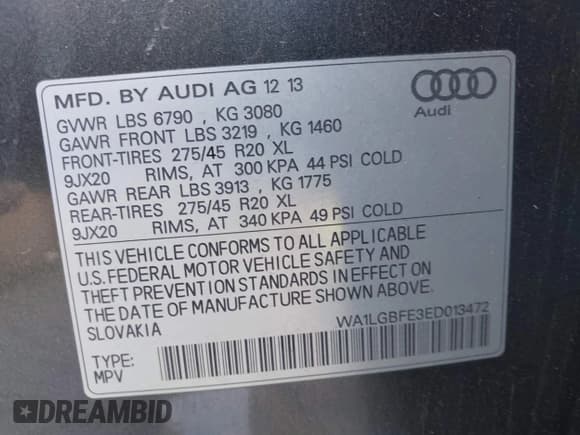 MFD. BY AUDI AG 12 13
GVWR LBS 6790 , KG 3080
GAWR FRONT LBS 3219 , KG 1460
FRONT-TIRES 275/45 R20 XL
9JX20 RIMS, AT 300 KPA 44 PSI COLD
GAWR REAR LBS 3913 , KG 1775
REAR-TIRES 275/45 R20 XL
9JX20 RIMS, AT 340 KPA 49 PSI COLD
Audi
THIS VEHICLE CONFORMS TO ALL APPLICABLE
U.S. FEDERAL MOTOR VEHICLE SAFETY AND
THEFT PREVENTION STANDARDS IN EFFECT ON
THE DATE OF MANUFACTURE SHOWN ABOVE.
SLOVAKIA
WA1LGBFE3ED013472
TYPE:
MPV
DREAMBID